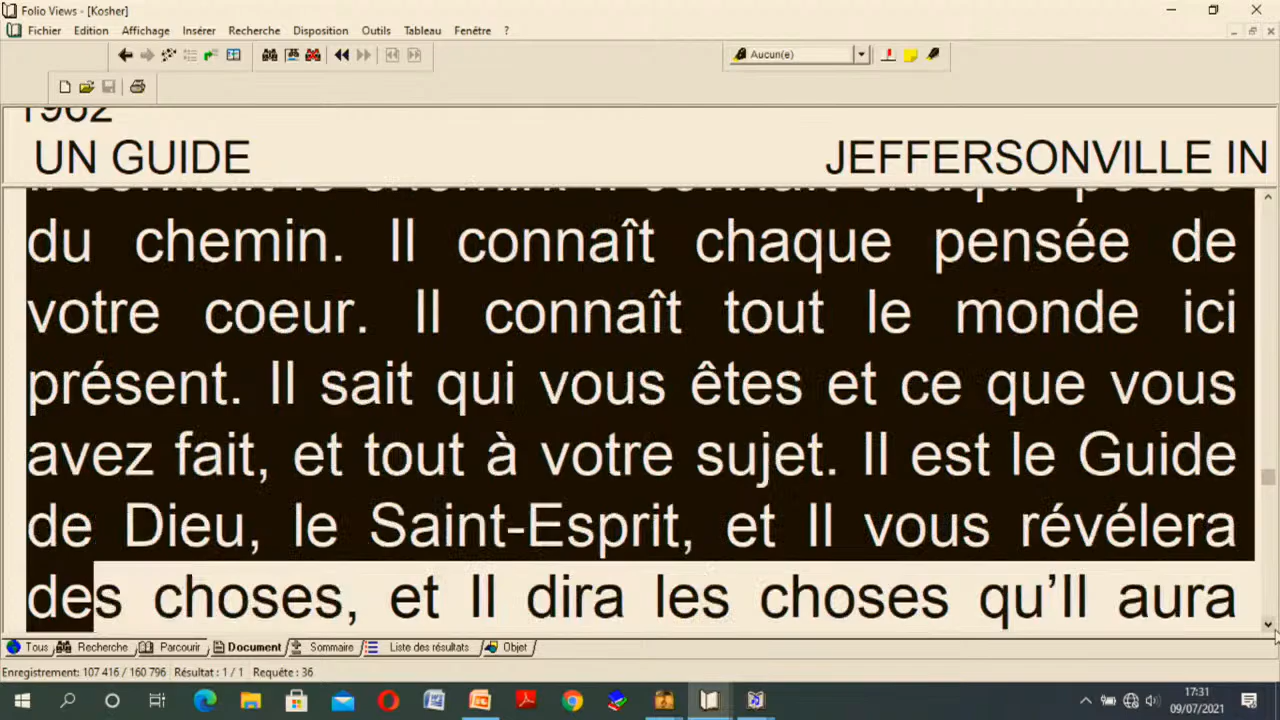 Folio Views - [Kosher]
Fichier Edition Affichage Insérer Recherche Disposition Outils Tableau Fenêtre ?
Aucun(e)
1962
UN GUIDE JEFFERSONVILLE IN
du chemin. Il connaît chaque pensée de
votre coeur. Il connaît tout le monde ici
présent. Il sait qui vous êtes et ce que vous
avez fait, et tout à votre sujet. Il est le Guide
de Dieu, le Saint-Esprit, et Il vous révélera
des choses, et Il dira les choses qu’Il aura
Tous Recherche Parcourir Document Sommaire Liste des résultats Objet
Enregistrement: 107 416 / 160 796 Résultat : 1 / 1 Requête : 36
17:31
09/07/2021